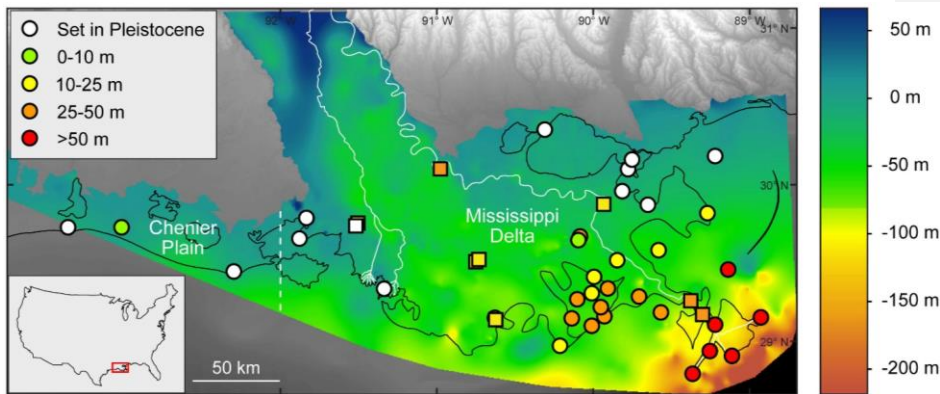 92°W
91°W
90°W
89°W
31°N
Set in Pleistocene
0-10 m
10-25 m
25-50 m
>50 m
30°N
Chenier
Plain
Mississippi
Delta
29°N
50 km
50 m
0 m
-50 m
-100 m
-150 m
-200 m